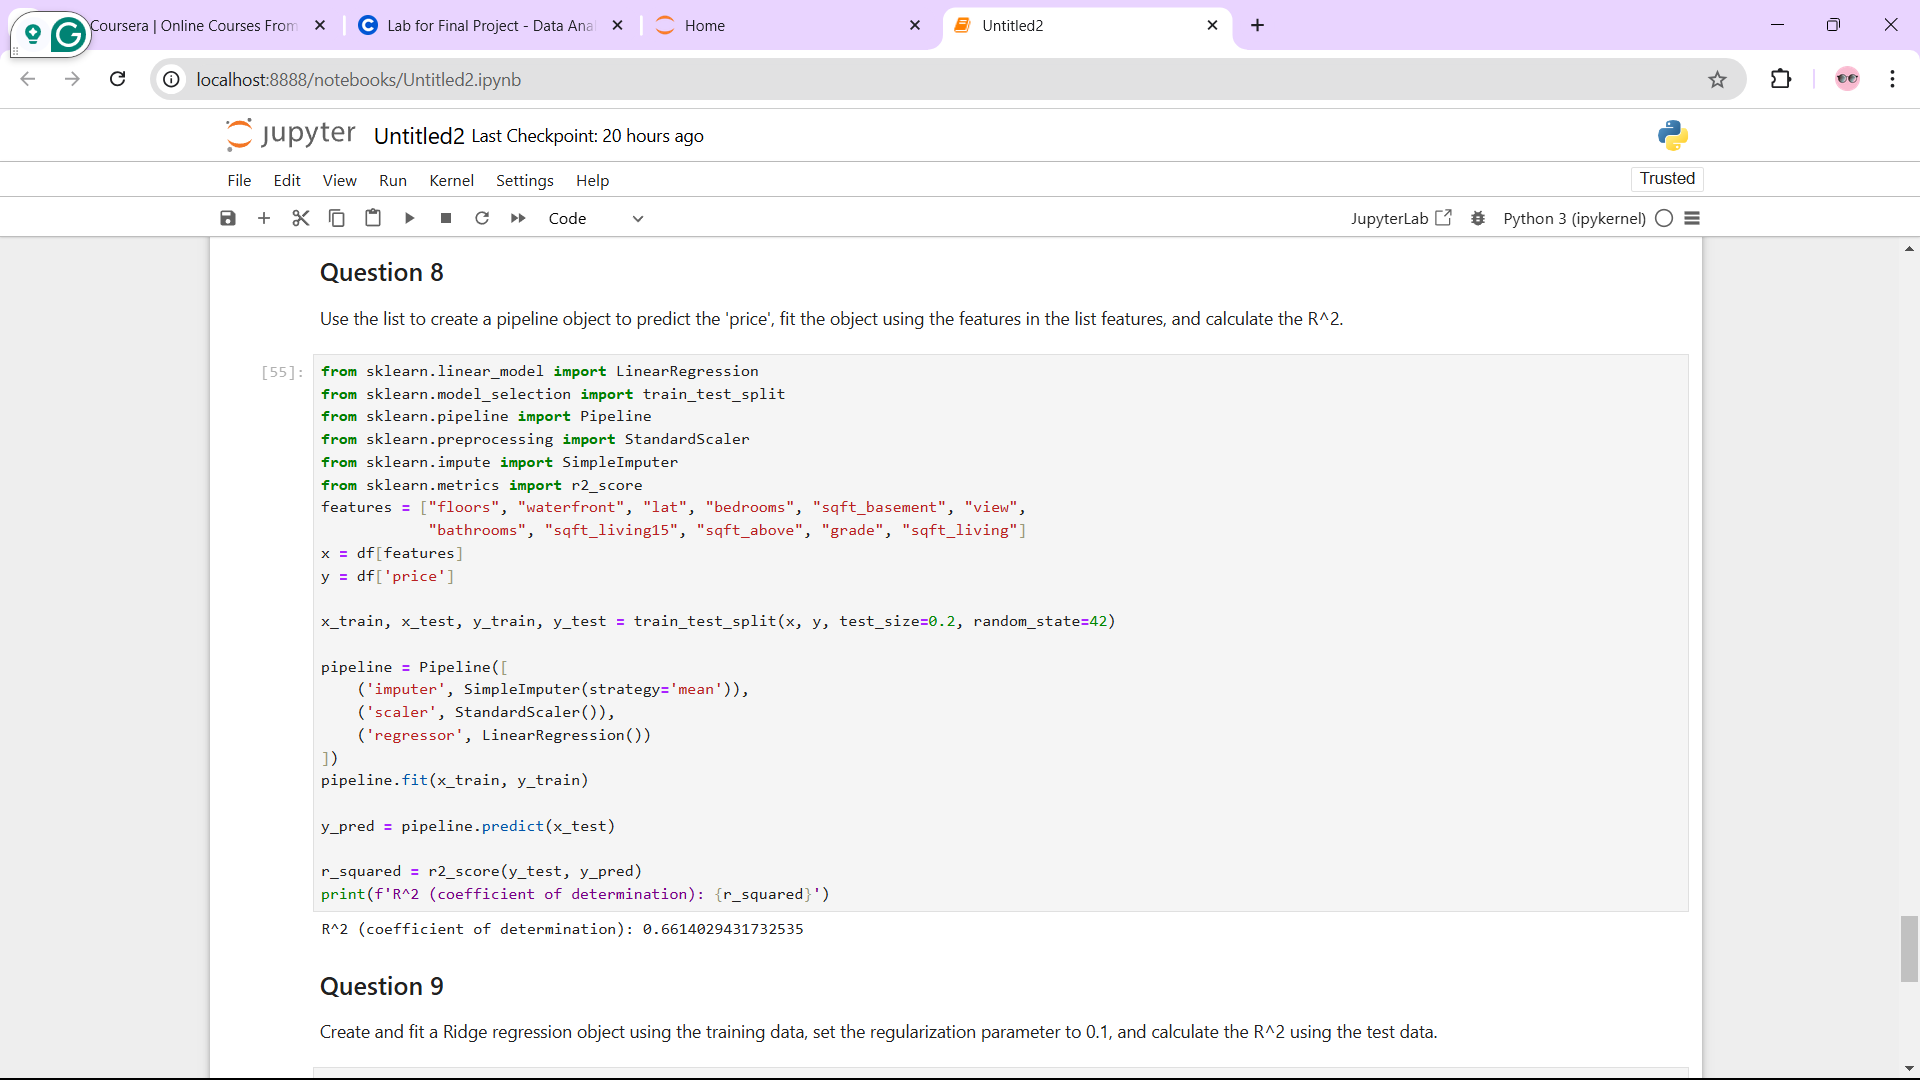 Coursera | Online Courses From
Lab for Final Project - Data Anal
Home
Untitled2
localhost:8888/notebooks/Untitled2.ipynb
jupyter Untitled2 Last Checkpoint: 20 hours ago
File Edit View Run Kernel Settings Help
Trusted
Code
JupyterLab
Python 3 (ipykernel)
Question 8
Use the list to create a pipeline object to predict the 'price', fit the object using the features in the list features, and calculate the R^2.
[55]:
from sklearn.linear_model import LinearRegression
from sklearn.model_selection import train_test_split
from sklearn.pipeline import Pipeline
from sklearn.preprocessing import StandardScaler
from sklearn.impute import SimpleImputer
from sklearn.metrics import r2_score
features = ["floors", "waterfront", "lat", "bedrooms", "sqft_basement", "view",
            "bathrooms", "sqft_living15", "sqft_above", "grade", "sqft_living"]
x = df[features]
y = df['price']
x_train, x_test, y_train, y_test = train_test_split(x, y, test_size=0.2, random_state=42)
pipeline = Pipeline([
    ('imputer', SimpleImputer(strategy='mean')),
    ('scaler', StandardScaler()),
    ('regressor', LinearRegression())
])
pipeline.fit(x_train, y_train)
y_pred = pipeline.predict(x_test)
r_squared = r2_score(y_test, y_pred)
print(f'R^2 (coefficient of determination): {r_squared}')
R^2 (coefficient of determination): 0.6614029431732535
Question 9
Create and fit a Ridge regression object using the training data, set the regularization parameter to 0.1, and calculate the R^2 using the test data.